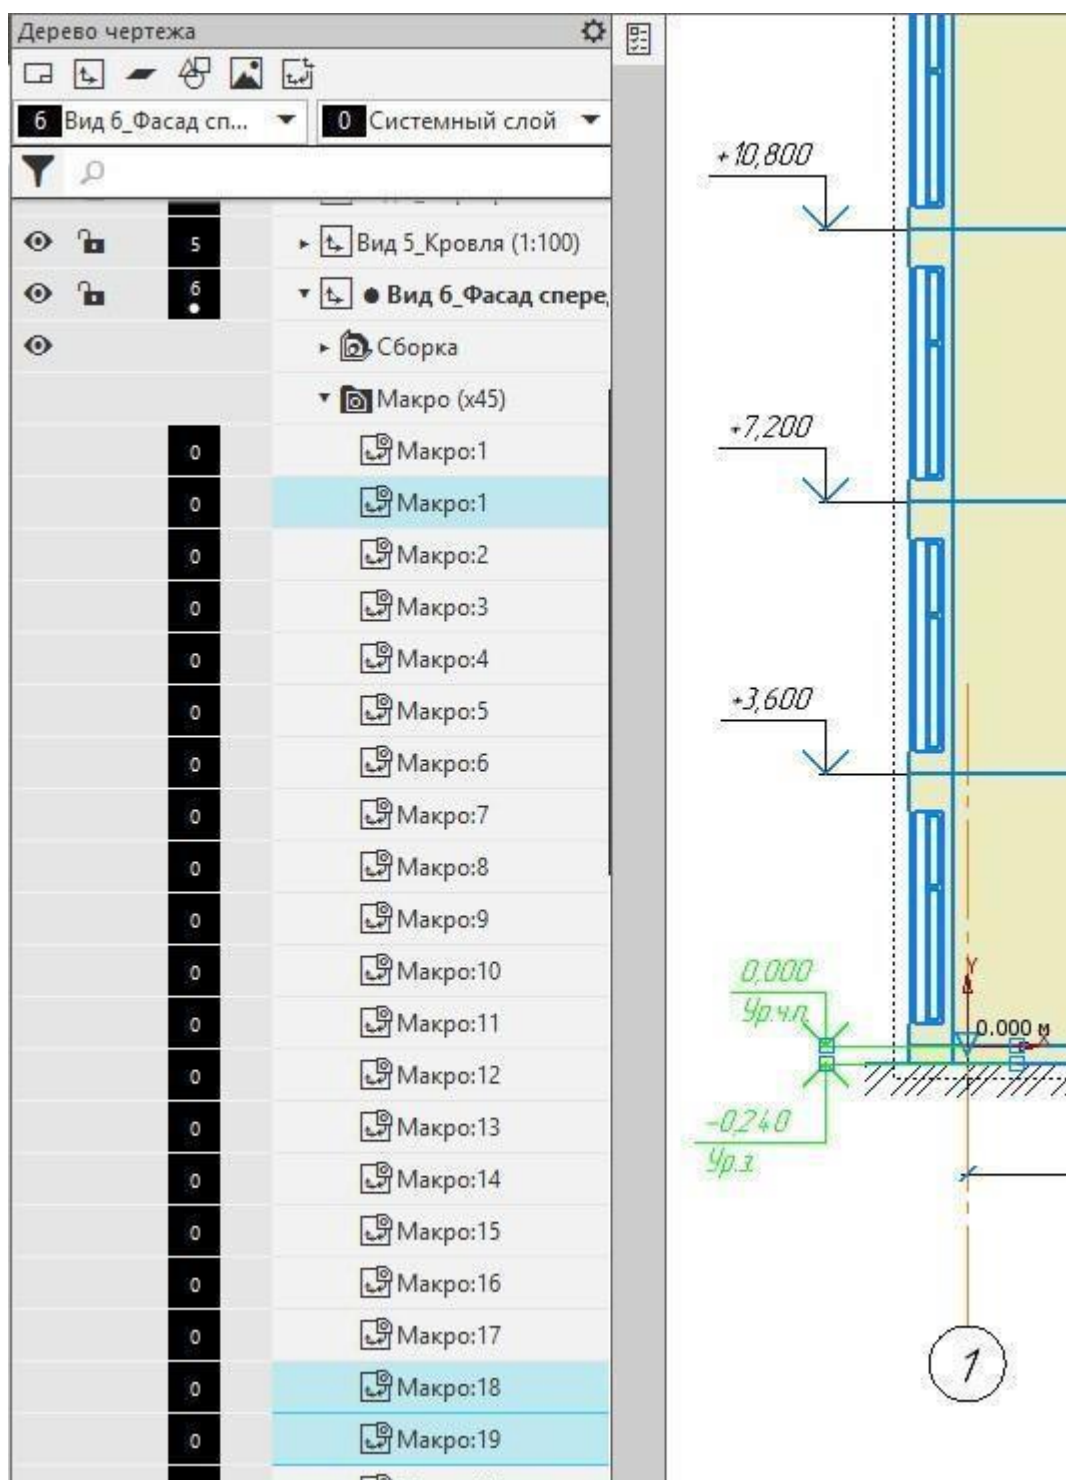 Дерево чертежа
6 Вид 6_Фасад сп... 0 Системный слой
5 Вид 5_Кровля (1:100)
6 Вид 6_Фасад спере
Сборка
Макро (x45)
0 Макро:1
0 Макро:1
0 Макро:2
0 Макро:3
0 Макро:4
0 Макро:5
0 Макро:6
0 Макро:7
0 Макро:8
0 Макро:9
0 Макро:10
0 Макро:11
0 Макро:12
0 Макро:13
0 Макро:14
0 Макро:15
0 Макро:16
0 Макро:17
0 Макро:18
0 Макро:19
+10,800
+7,200
+3,600
0,000
Ур.ч.п.
Y
0.000 м
X
-0,240
Ур.з.
1